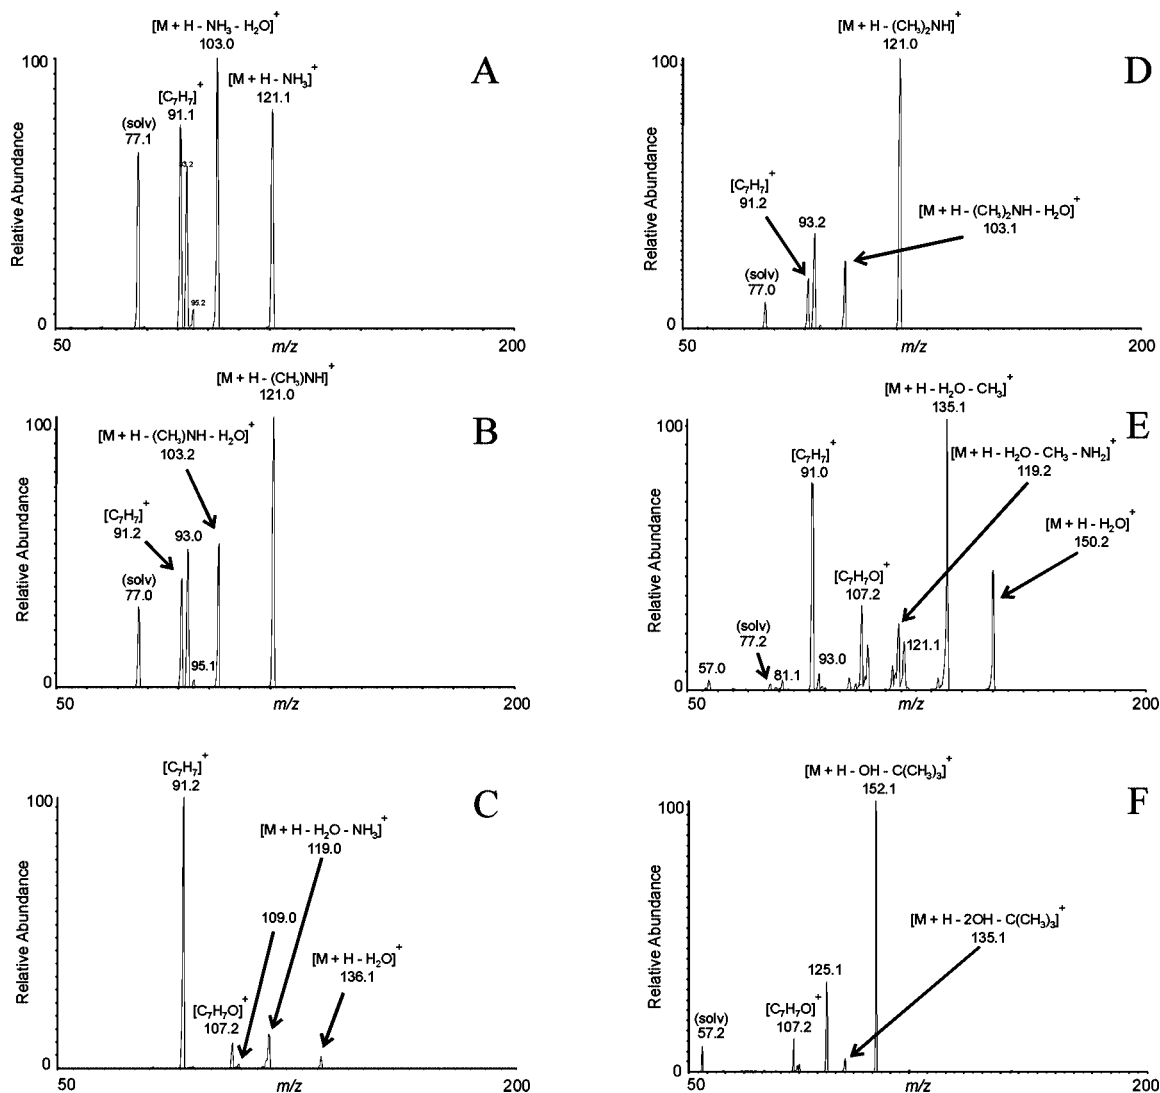 [M + H - NH₃ - H₂O]⁺
103.0
A
100
[M + H - NH₃]⁺
121.1
[C₇H₇]⁺
91.1
(solv)
77.1
93.2
95.2
Relative Abundance
0
50
m/z
200
[M + H - (CH₃)NH]⁺
121.0
B
100
[M + H - (CH₃)NH - H₂O]⁺
103.2
[C₇H₇]⁺
91.2
93.0
(solv)
77.0
95.1
Relative Abundance
0
50
m/z
200
[C₇H₇]⁺
91.2
C
100
[M + H - H₂O - NH₃]⁺
119.0
109.0
[M + H - H₂O]⁺
136.1
[C₇H₇O]⁺
107.2
Relative Abundance
0
50
m/z
200
[M + H - (CH₃)₂NH]⁺
121.0
D
100
[C₇H₇]⁺
91.2
93.2
[M + H - (CH₃)₂NH - H₂O]⁺
103.1
(solv)
77.0
Relative Abundance
0
50
m/z
200
[M + H - H₂O - CH₃]⁺
135.1
E
100
[C₇H₇]⁺
91.0
[M + H - H₂O - CH₃ - NH₂]⁺
119.2
[M + H - H₂O]⁺
150.2
[C₇H₇O]⁺
107.2
(solv)
77.2
57.0
81.1
93.0
121.1
Relative Abundance
0
50
m/z
200
[M + H - OH - C(CH₃)₃]⁺
152.1
F
100
[M + H - 2OH - C(CH₃)₃]⁺
135.1
125.1
[C₇H₇O]⁺
107.2
(solv)
57.2
Relative Abundance
0
50
m/z
200